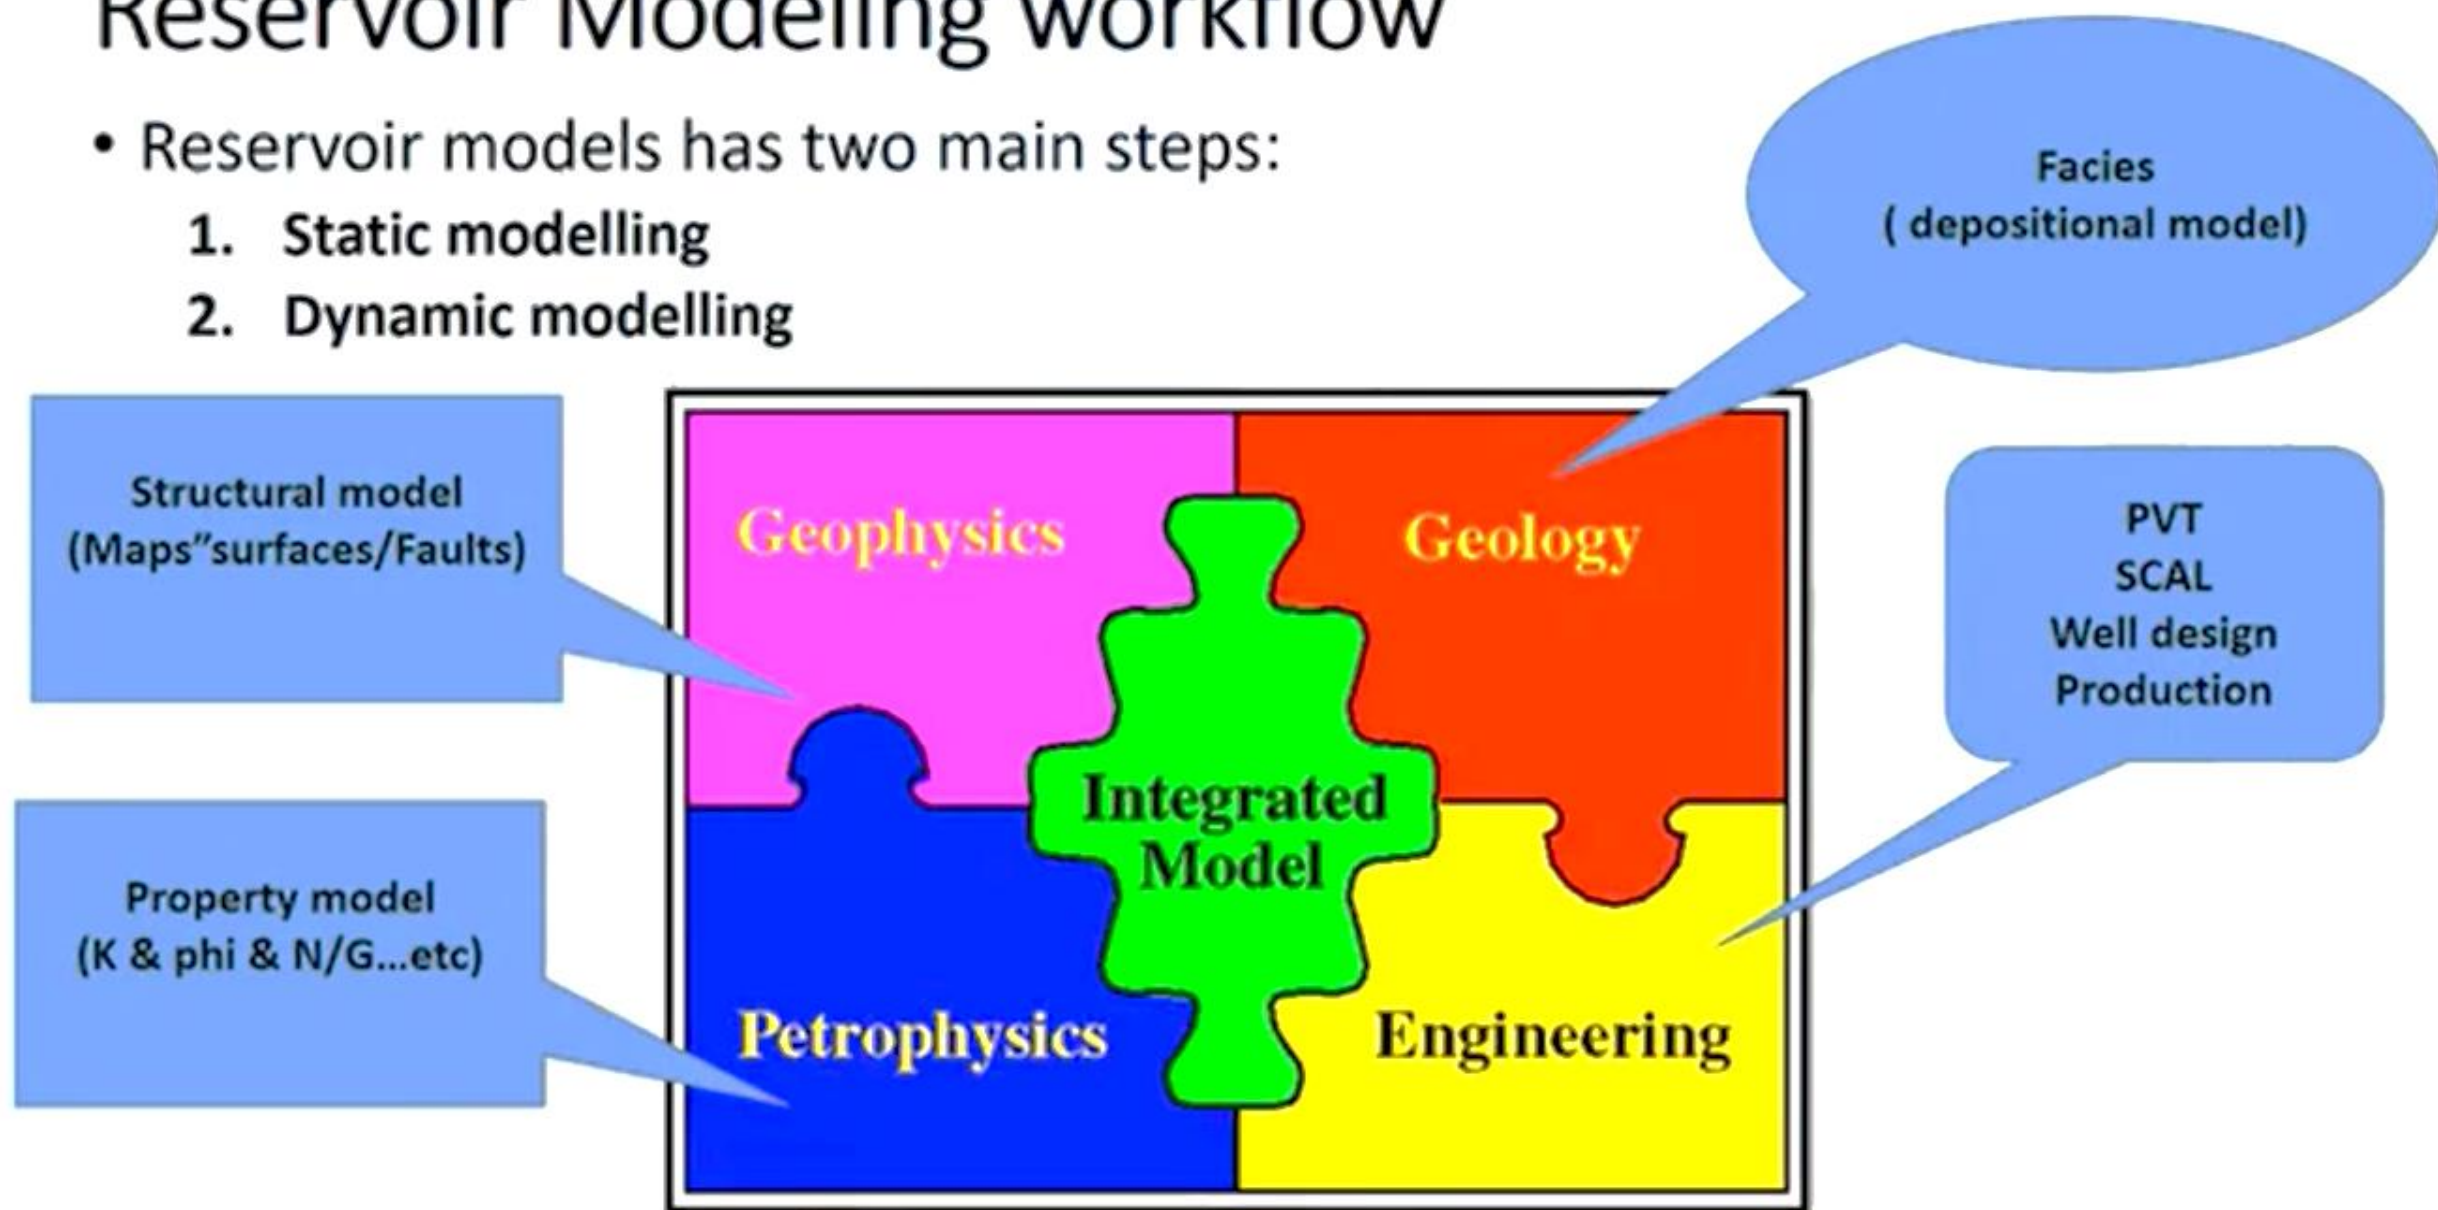 Reservoir Modeling workflow
• Reservoir models has two main steps:
1. Static modelling
2. Dynamic modelling
Facies
( depositional model)
Structural model
(Maps”surfaces/Faults)
PVT
SCAL
Well design
Production
Property model
(K & phi & N/G...etc)
Geophysics
Geology
Integrated
Model
Petrophysics
Engineering